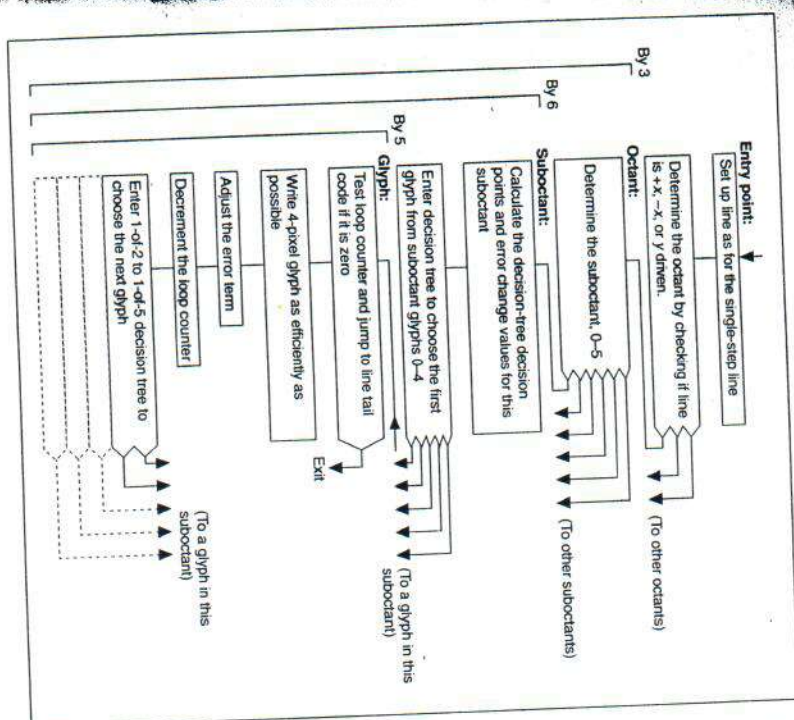 By 3
By 6
By 5
Entry point:
Set up line as for the single-step line
Determine the octant by checking if line
is +x, –x, or y driven.
(To other octants)
Octant:
Determine the suboctant, 0–5
(To other suboctants)
Suboctant:
Calculate the decision-tree decision
points and error change values for this
suboctant
Enter decision tree to choose the first
glyph from suboctant glyphs 0–4
(To a glyph in this
suboctant)
Glyph:
Test loop counter and jump to line tail
code if it is zero
Exit
Write 4-pixel glyph as efficiently as
possible
Adjust the error term
Decrement the loop counter
Enter 1-of-2 to 1-of-5 decision tree to
choose the next glyph
(To a glyph in this
suboctant)